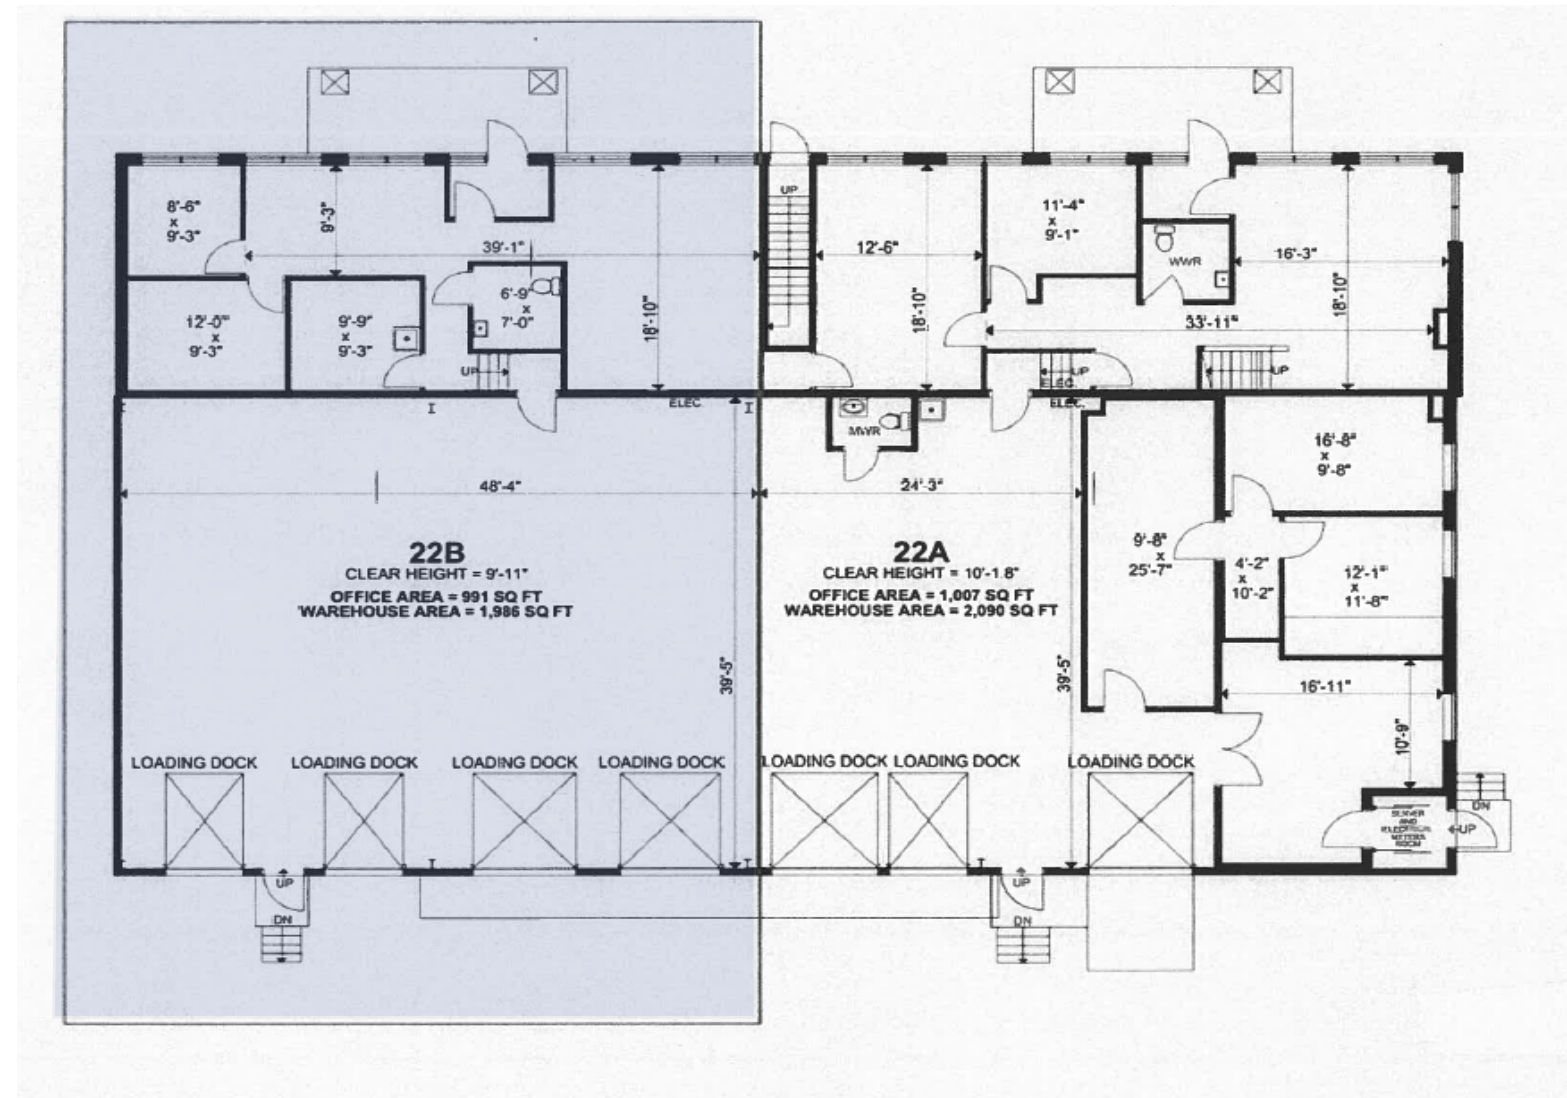 UP
8'-6"
x
9'-3"
9'-3"
39'-1"
12'-6"
11'-4"
x
9'-1"
WWR
16'-3"
6'-9"
x
7'-0"
12'-0"
x
9'-3"
9'-9"
x
9'-3"
18'-10"
18'-10"
33'-11"
18'-10"
UP
UP
UP
ELEC.
ELEC.
ELEC.
MWR
16'-8"
x
9'-8"
48'-4"
24'-3"
22B
CLEAR HEIGHT = 9'-11"
OFFICE AREA = 991 SQ FT
WAREHOUSE AREA = 1,986 SQ FT
22A
CLEAR HEIGHT = 10'-1.8"
OFFICE AREA = 1,007 SQ FT
WAREHOUSE AREA = 2,090 SQ FT
9'-8"
x
25'-7"
4'-2"
x
10'-2"
12'-1"
x
11'-8"
39'-5"
39'-5"
16'-11"
10'-9"
LOADING DOCK
LOADING DOCK
LOADING DOCK
LOADING DOCK
LOADING DOCK
LOADING DOCK
LOADING DOCK
DN
AND
METERS
ROOM
UP
UP
DN
UP
DN